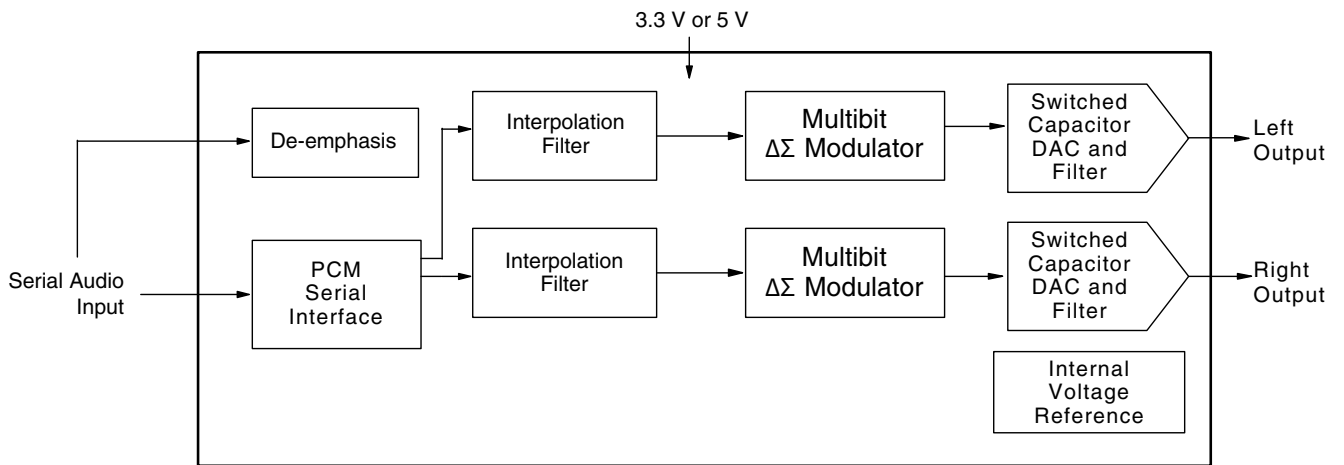 3.3 V or 5 V
De-emphasis
Interpolation
Filter
Multibit
ΔΣ Modulator
Switched
Capacitor
DAC and
Filter
Left
Output
Serial Audio
Input
PCM
Serial
Interface
Interpolation
Filter
Multibit
ΔΣ Modulator
Switched
Capacitor
DAC and
Filter
Right
Output
Internal
Voltage
Reference